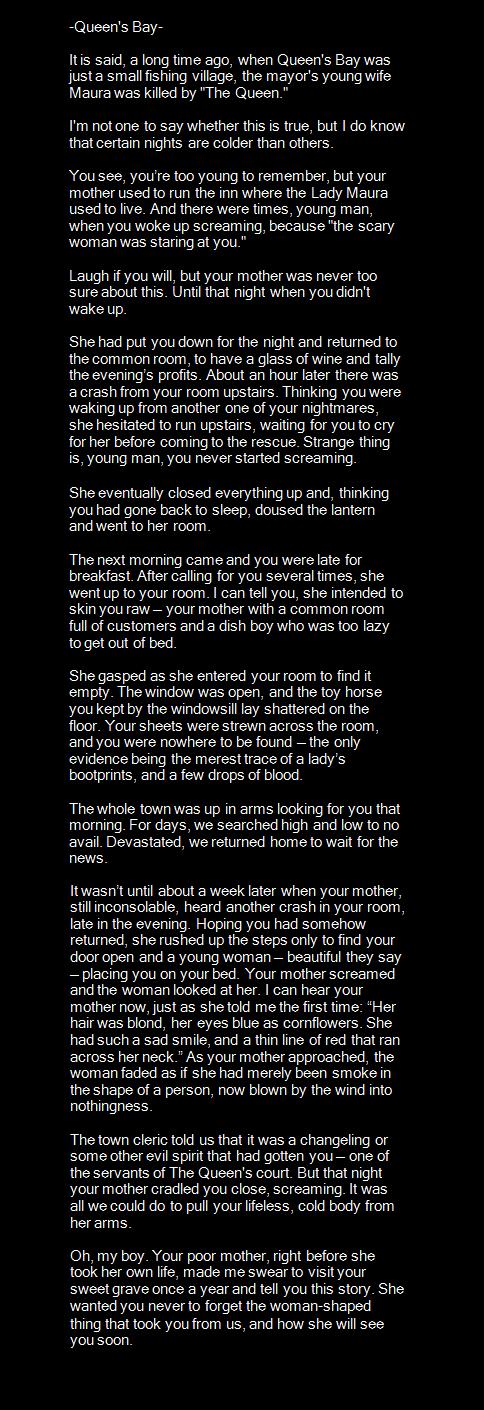 -Queen's Bay-
It is said, a long time ago, when Queen's Bay was
just a small fishing village, the mayor's young wife
Maura was killed by "The Queen."
I'm not one to say whether this is true, but I do know
that certain nights are colder than others.
You see, you're too young to remember, but your
mother used to run the inn where the Lady Maura
used to live. And there were times, young man,
when you woke up screaming, because "the scary
woman was staring at you."
Laugh if you will, but your mother was never too
sure about this. Until that night when you didn't
wake up.
She had put you down for the night and returned to
the common room, to have a glass of wine and tally
the evening’s profits. About an hour later there was
a crash from your room upstairs. Thinking you were
waking up from another one of your nightmares,
she hesitated to run upstairs, waiting for you to cry
for her before coming to the rescue. Strange thing
is, young man, you never started screaming.
She eventually closed everything up and, thinking
you had gone back to sleep, doused the lantern
and went to her room.
The next morning came and you were late for
breakfast. After calling for you several times, she
went up to your room. I can tell you, she intended to
skin you raw – your mother with a common room
full of customers and a dish boy who was too lazy
to get out of bed.
She gasped as she entered your room to find it
empty. The window was open, and the toy horse
you kept by the windowsill lay shattered on the
floor. Your sheets were strewn across the room,
and you were nowhere to be found – the only
evidence being the merest trace of a lady’s
bootprints, and a few drops of blood.
The whole town was up in arms looking for you that
morning. For days, we searched high and low to no
avail. Devastated, we returned home to wait for the
news.
It wasn’t until about a week later when your mother,
still inconsolable, heard another crash in your room,
late in the evening. Hoping you had somehow
returned, she rushed up the steps only to find your
door open and a young woman – beautiful they say
– placing you on your bed. Your mother screamed
and the woman looked at her. I can hear your
mother now, just as she told me the first time: “Her
hair was blond, her eyes blue as cornflowers. She
had such a sad smile, and a thin line of red that ran
across her neck.” As your mother approached, the
woman faded as if she had merely been smoke in
the shape of a person, now blown by the wind into
nothingness.
The town cleric told us that it was a changeling or
some other evil spirit that had gotten you – one of
the servants of The Queen's court. But that night
your mother cradled you close, screaming. It was
all we could do to pull your lifeless, cold body from
her arms.
Oh, my boy. Your poor mother, right before she
took her own life, made me swear to visit your
sweet grave once a year and tell you this story. She
wanted you never to forget the woman-shaped
thing that took you from us, and how she will see
you soon.